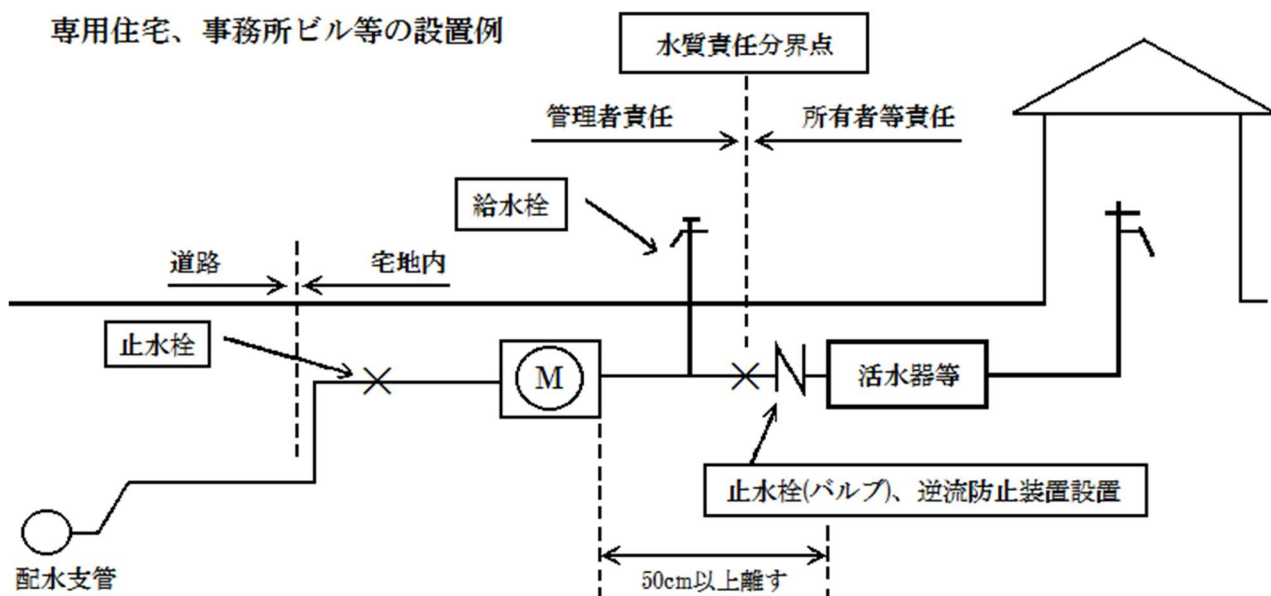 専用住宅、事務所ビル等の設置例
水質責任分界点
管理者責任
所有者等責任
給水栓
道路
宅地内
止水栓
M
活水器等
止水栓(バルブ)、逆流防止装置設置
配水支管
50cm以上離す